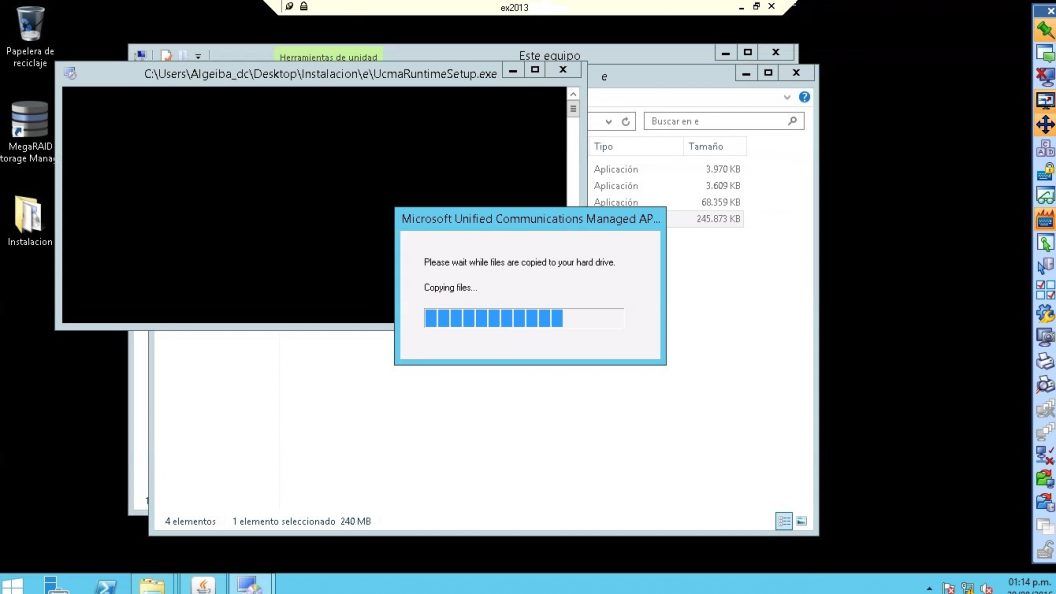 ex2013
Papelera de
reciclaje
MegaRAID
torage Mana
Instalacion
Herramientas de unidad
Este equipo
C:\Users\Algeiba_dc\Desktop\Instalacion\e\UcmaRuntimeSetup.exe
e
Buscar en e
Tipo
Tamaño
Aplicación
3.970 KB
Aplicación
3.609 KB
Aplicación
68.359 KB
245.873 KB
Microsoft Unified Communications Managed AP...
Please wait while files are copied to your hard drive.
Copying files...
4 elementos
1 elemento seleccionado 240 MB
01:14 p.m.